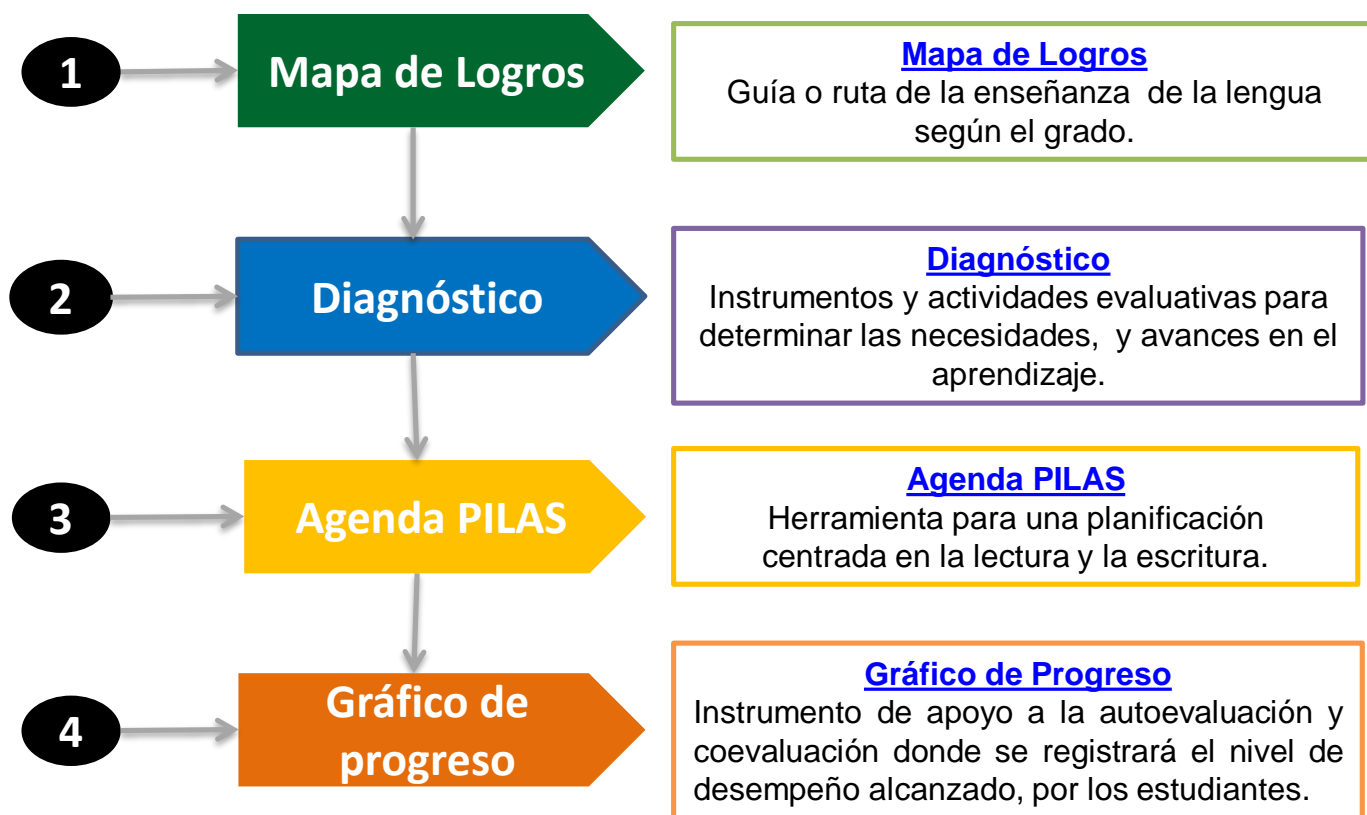 1
Mapa de Logros
Mapa de Logros
Guía o ruta de la enseñanza de la lengua
según el grado.
2
Diagnóstico
Diagnóstico
Instrumentos y actividades evaluativas para
determinar las necesidades, y avances en el
aprendizaje.
3
Agenda PILAS
Agenda PILAS
Herramienta para una planificación
centrada en la lectura y la escritura.
4
Gráfico de
progreso
Gráfico de Progreso
Instrumento de apoyo a la autoevaluación y
coevaluación donde se registrará el nivel de
desempeño alcanzado, por los estudiantes.